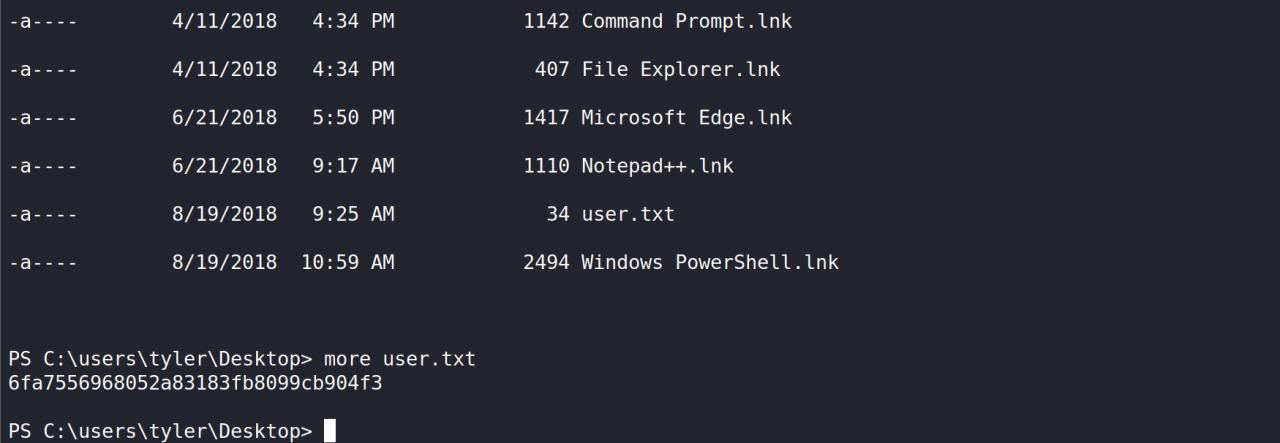 -a---- 4/11/2018 4:34 PM 1142 Command Prompt.lnk
-a---- 4/11/2018 4:34 PM 407 File Explorer.lnk
-a---- 6/21/2018 5:50 PM 1417 Microsoft Edge.lnk
-a---- 6/21/2018 9:17 AM 1110 Notepad++.lnk
-a---- 8/19/2018 9:25 AM 34 user.txt
-a---- 8/19/2018 10:59 AM 2494 Windows PowerShell.lnk
PS C:\users\tyler\Desktop> more user.txt
6fa7556968052a83183fb8099cb904f3
PS C:\users\tyler\Desktop>